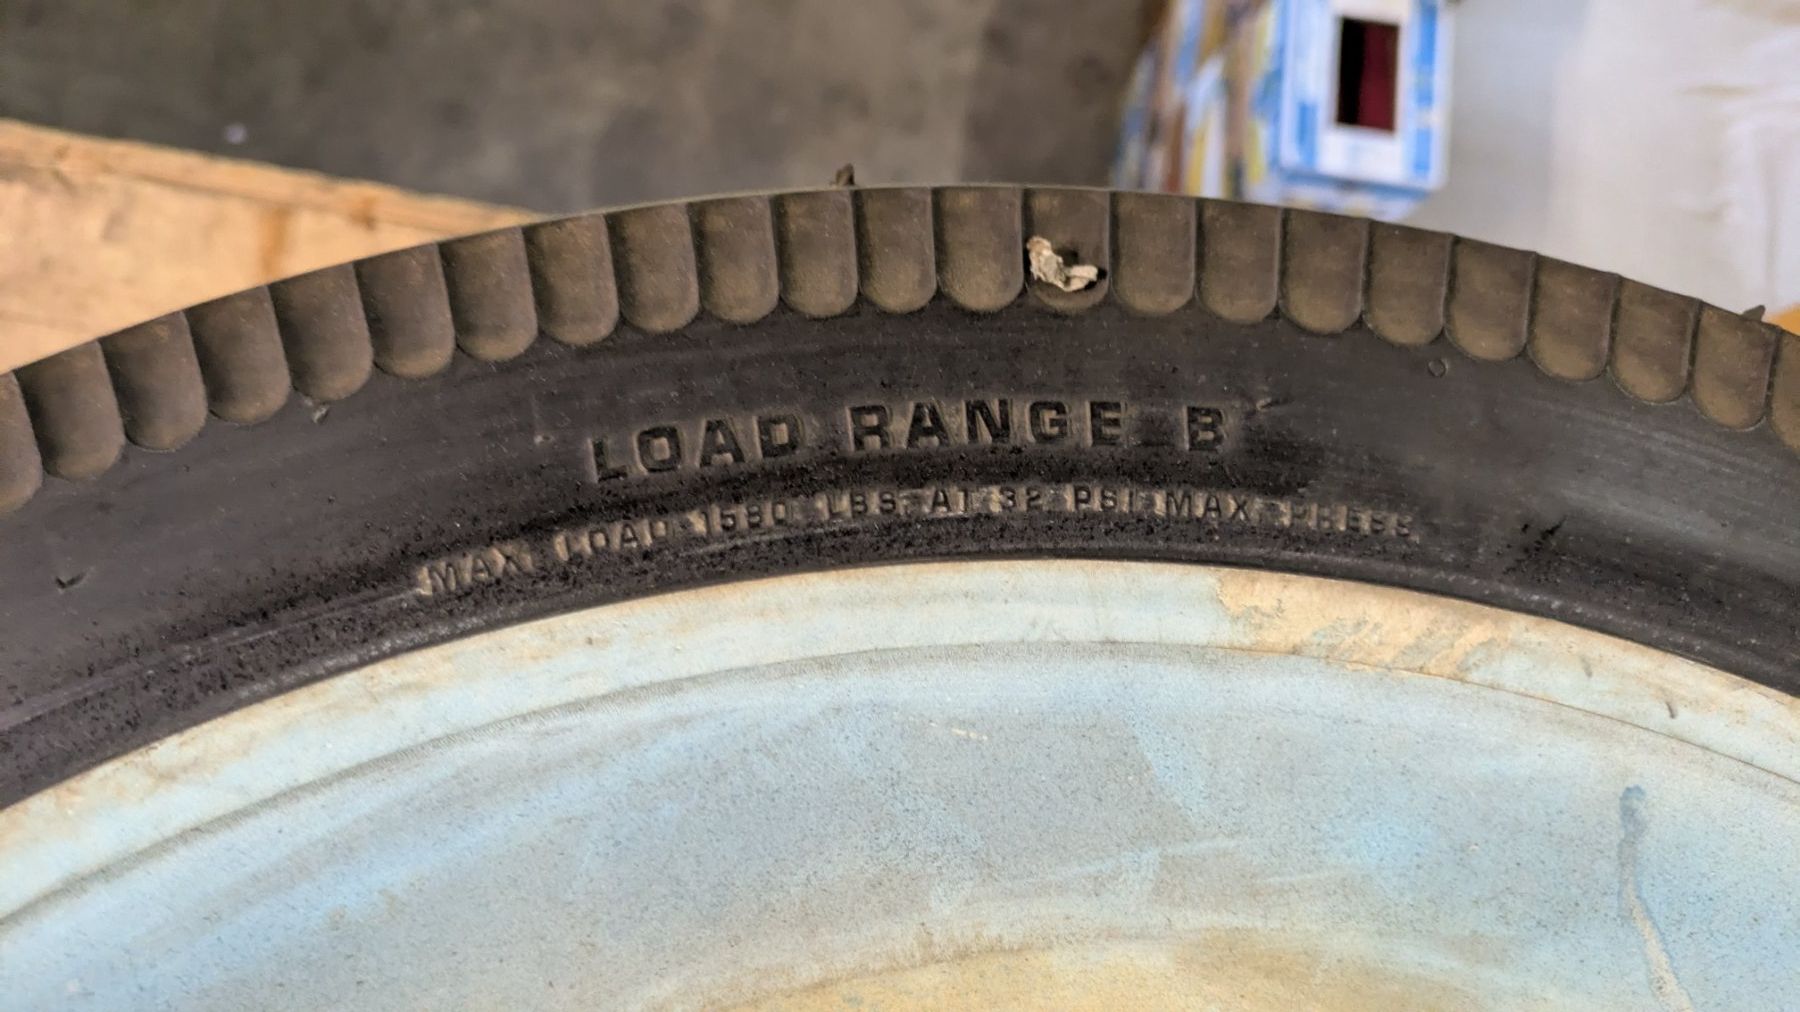 LOAD RANGE B
MAX LOAD 1580 LBS AT 32 PSI MAX PRESS